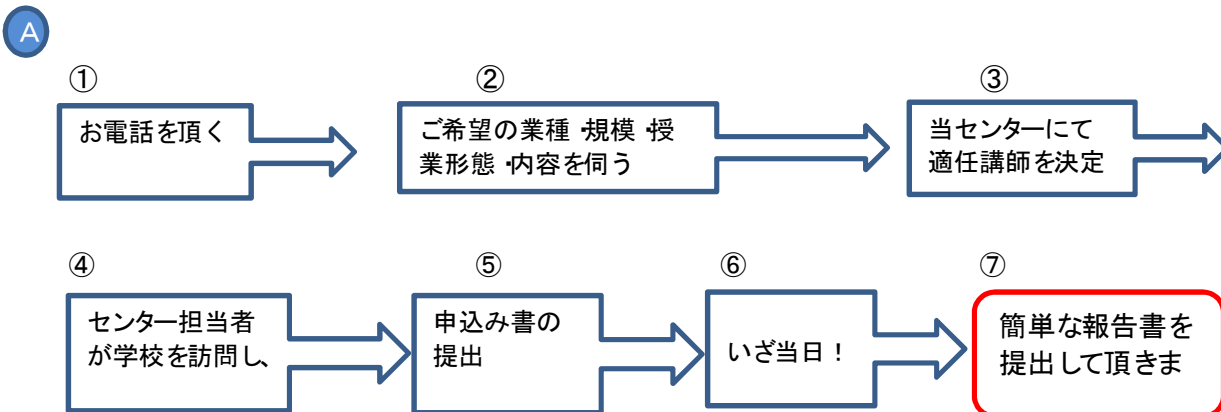 A
① ② ③
お電話を頂く
ご希望の業種・規模・授
業形態・内容を伺う
当センターにて
適任講師を決定
④ ⑤ ⑥ ⑦
センター担当者
が学校を訪問し、
申込み書の
提出
いざ当日！
簡単な報告書を
提出して頂きま